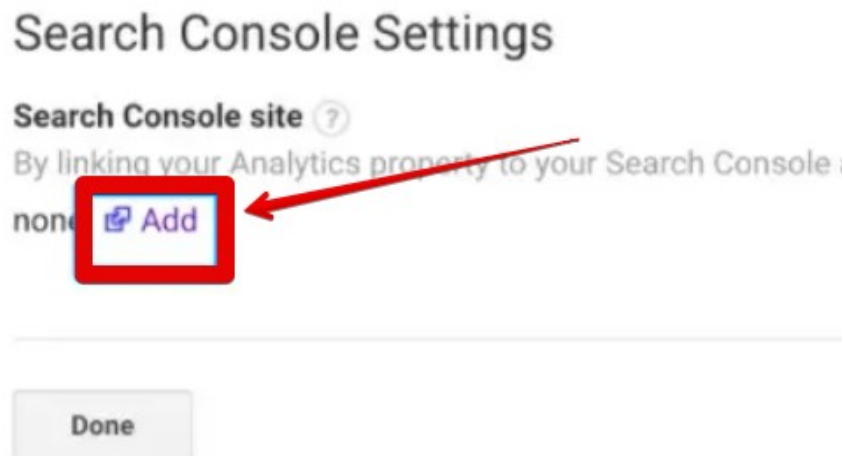 Search Console Settings
Search Console site ?
By linking your Analytics property to your Search Console
none Add
Done